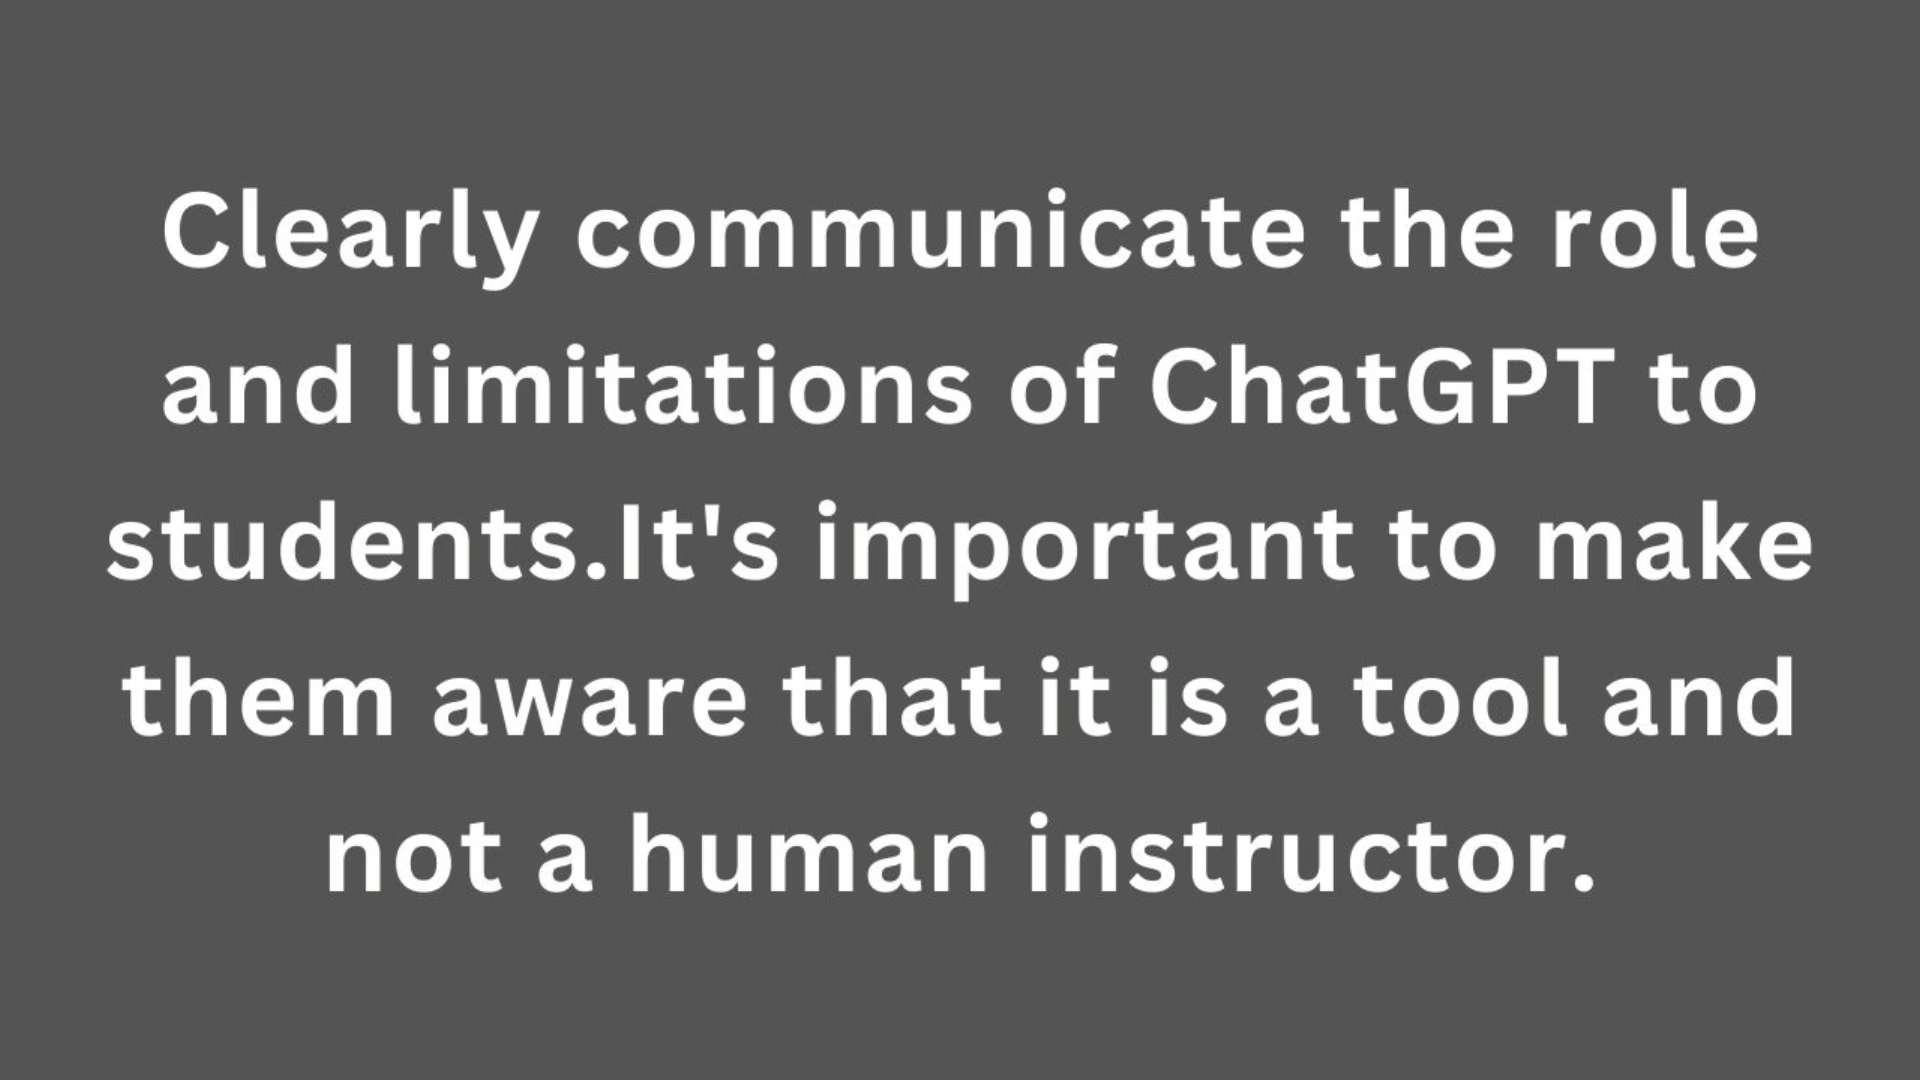 Clearly communicate the role
and limitations of ChatGPT to
students.It's important to make
them aware that it is a tool and
not a human instructor.